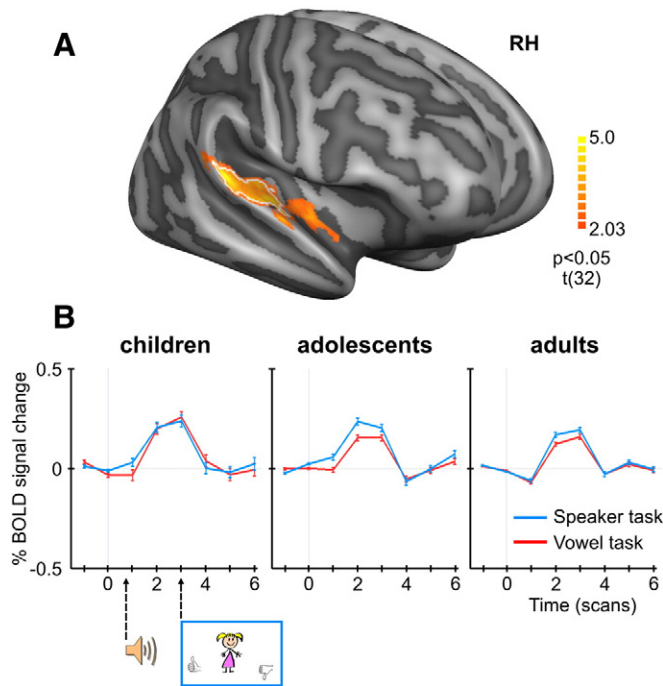 A
RH
5.0
2.03
p<0.05
t(32)
B
children adolescents adults
% BOLD signal change
0.5
0
-0.5
0 2 4 6 0 2 4 6 0 2 4 6
Speaker task
Vowel task
Time (scans)